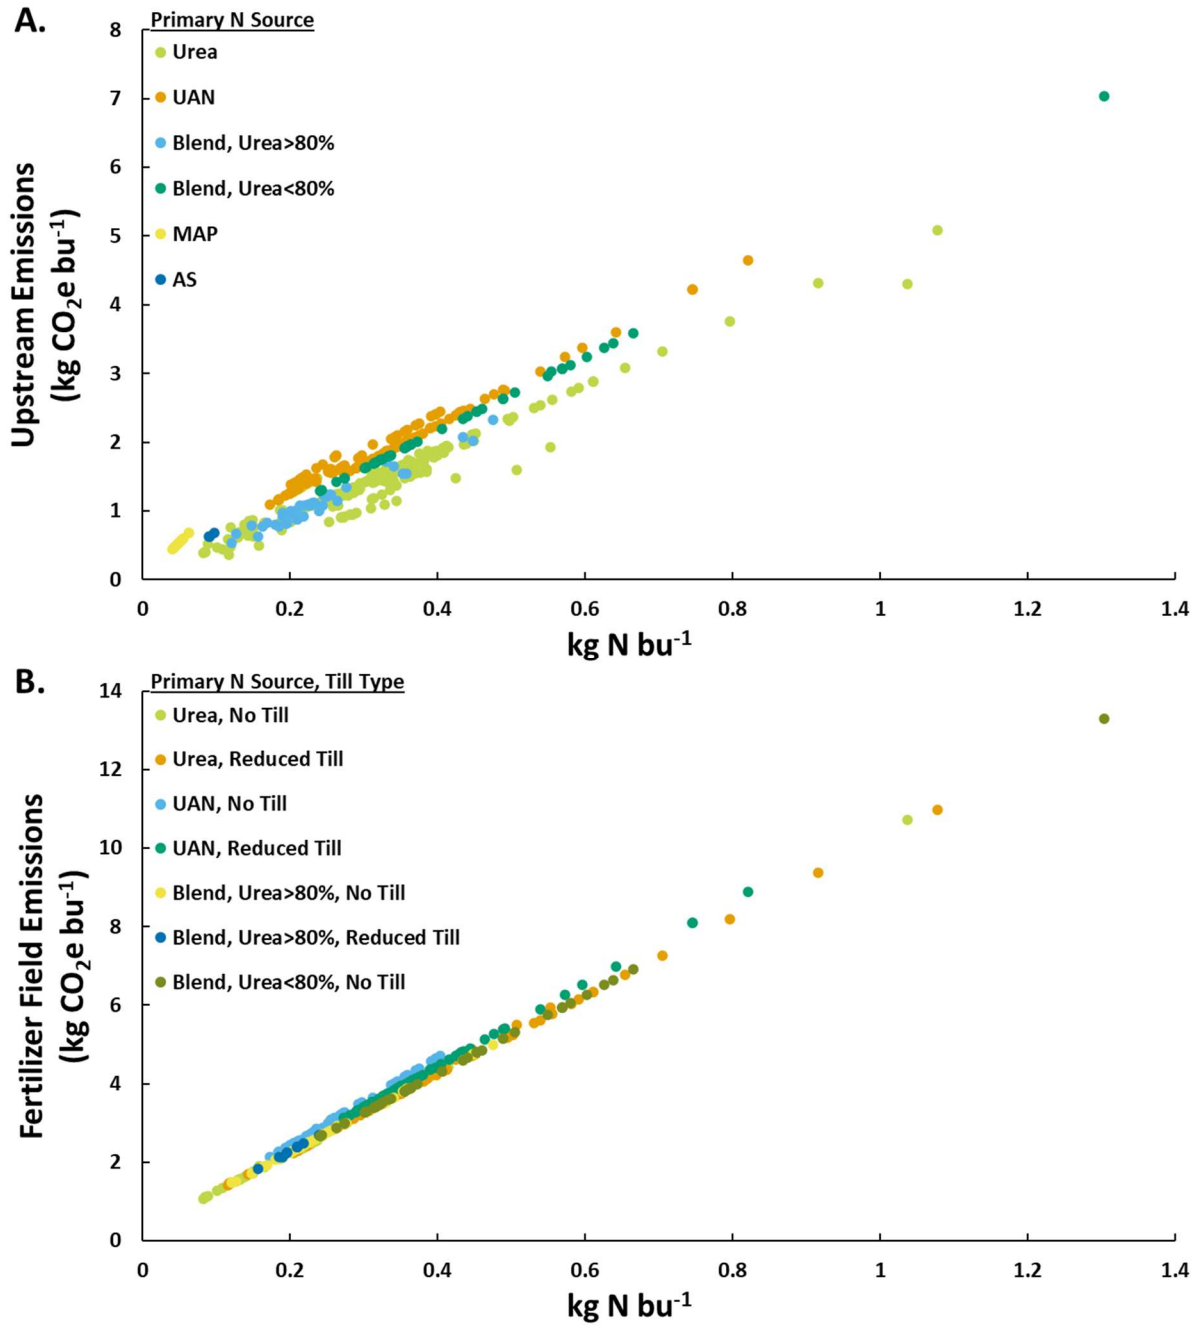 A.
Primary N Source
Urea
UAN
Blend, Urea>80%
Blend, Urea<80%
MAP
AS
Upstream Emissions
(kg CO₂e bu⁻¹)
8
7
6
5
4
3
2
1
0
0 0.2 0.4 0.6 0.8 1 1.2 1.4
kg N bu⁻¹
B.
Primary N Source, Till Type
Urea, No Till
Urea, Reduced Till
UAN, No Till
UAN, Reduced Till
Blend, Urea>80%, No Till
Blend, Urea>80%, Reduced Till
Blend, Urea<80%, No Till
Fertilizer Field Emissions
(kg CO₂e bu⁻¹)
14
12
10
8
6
4
2
0
0 0.2 0.4 0.6 0.8 1 1.2 1.4
kg N bu⁻¹